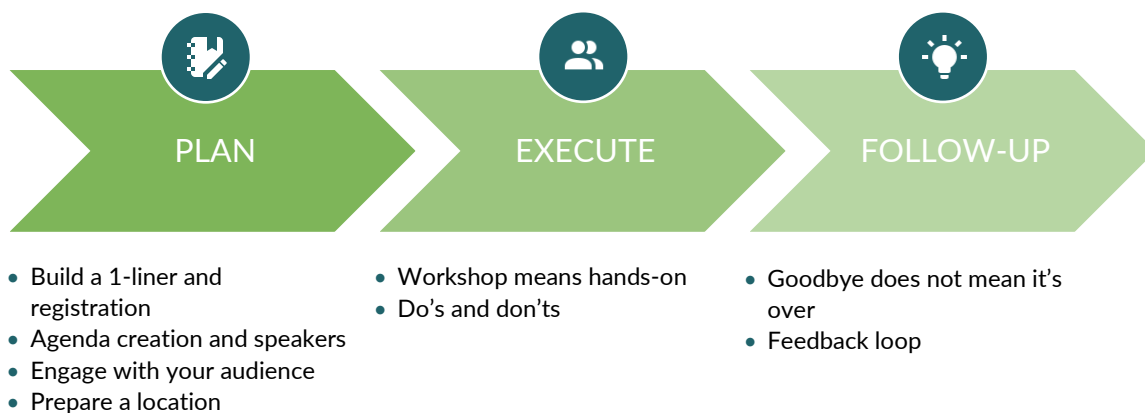 PLAN
EXECUTE
FOLLOW-UP
• Build a 1-liner and
registration
• Agenda creation and speakers
• Engage with your audience
• Prepare a location
• Workshop means hands-on
• Do's and don'ts
• Goodbye does not mean it's
over
• Feedback loop